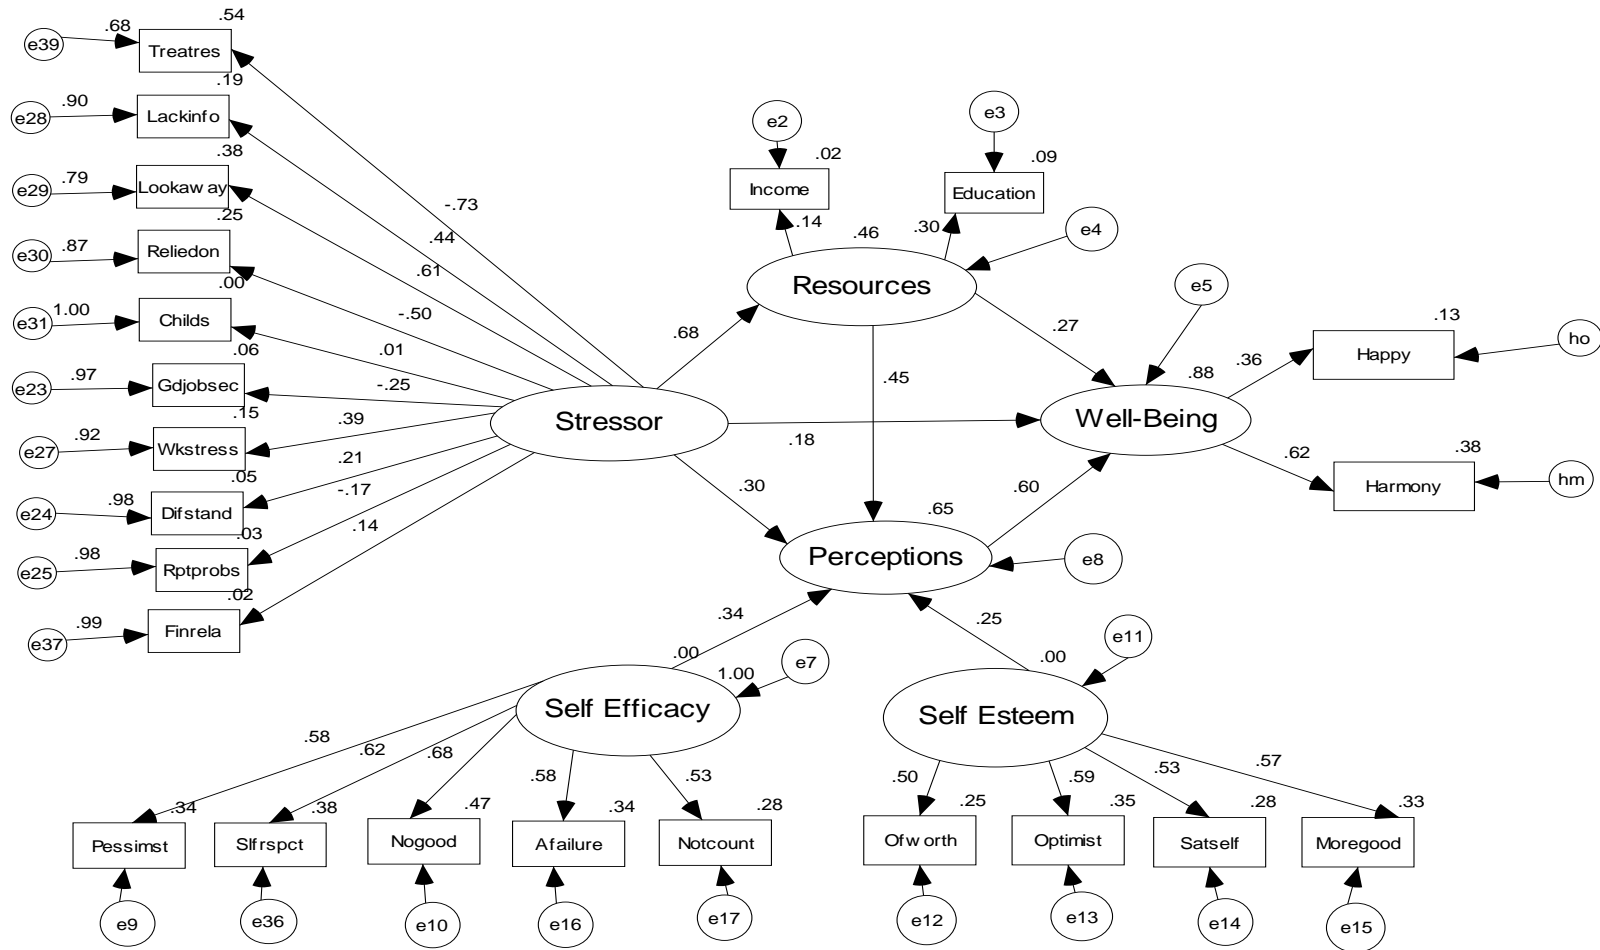 .54
.68
e39
Treatres
.19
.90
e28
Lackinfo
.38
.79
e29
Lookaw ay
.25
.87
e30
Reliedon
.00
1.00
e31
Childs
.06
.97
e23
Gdjobsec
.15
.92
e27
Wkstress
.05
.98
e24
Difstand
.03
.98
e25
Rptprobs
.02
.99
e37
Finrela
-.73
.44
.61
-.50
.01
-.25
.39
.21
-.17
.14
Stressor
e2
.02
Income
.14
e3
.09
Education
.30
.46
e4
Resources
.68
.45
.27
.18
.30
e5
.88
Well-Being
.60
.36
.13
Happy
ho
.62
.38
Harmony
hm
.65
Perceptions
e8
.34
.25
.00
1.00
e7
Self Efficacy
.00
e11
Self Esteem
.58
.62
.68
.58
.53
.34
Pessimst
e9
.38
Slfrspct
e36
.47
Nogood
e10
.34
Afailure
e16
.28
Notcount
e17
.50
.59
.53
.57
.25
Ofw orth
e12
.35
Optimist
e13
.28
Satself
e14
.33
Moregood
e15